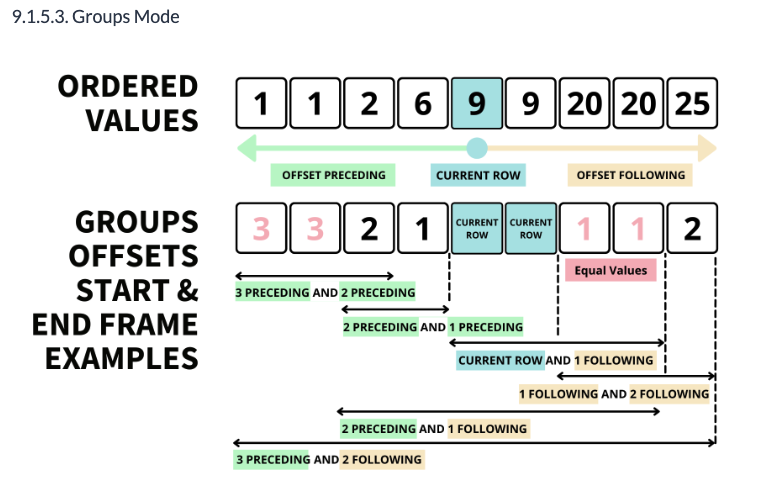 9.1.5.3. Groups Mode
ORDERED
VALUES
1 1 2 6 9 9 20 20 25
OFFSET PRECEDING CURRENT ROW OFFSET FOLLOWING
GROUPS
OFFSETS
START &
END FRAME
EXAMPLES
3 3 2 1 CURRENT ROW CURRENT ROW 1 1 2
Equal Values
3 PRECEDING AND 2 PRECEDING
2 PRECEDING AND 1 PRECEDING
CURRENT ROW AND 1 FOLLOWING
1 FOLLOWING AND 2 FOLLOWING
2 PRECEDING AND 1 FOLLOWING
3 PRECEDING AND 2 FOLLOWING